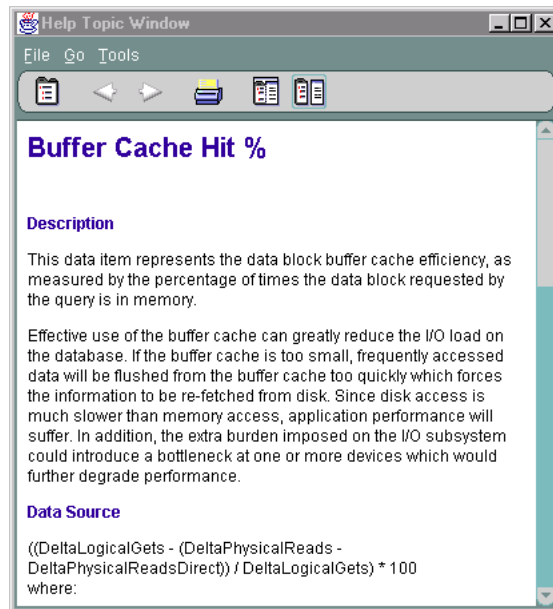 Help Topic Window
File Go Tools
Buffer Cache Hit %
Description
This data item represents the data block buffer cache efficiency, as
measured by the percentage of times the data block requested by
the query is in memory.
Effective use of the buffer cache can greatly reduce the I/O load on
the database. If the buffer cache is too small, frequently accessed
data will be flushed from the buffer cache too quickly which forces
the information to be re-fetched from disk. Since disk access is
much slower than memory access, application performance will
suffer. In addition, the extra burden imposed on the I/O subsystem
could introduce a bottleneck at one or more devices which would
further degrade performance.
Data Source
((DeltaLogicalGets - (DeltaPhysicalReads -
DeltaPhysicalReadsDirect)) / DeltaLogicalGets) * 100
where: